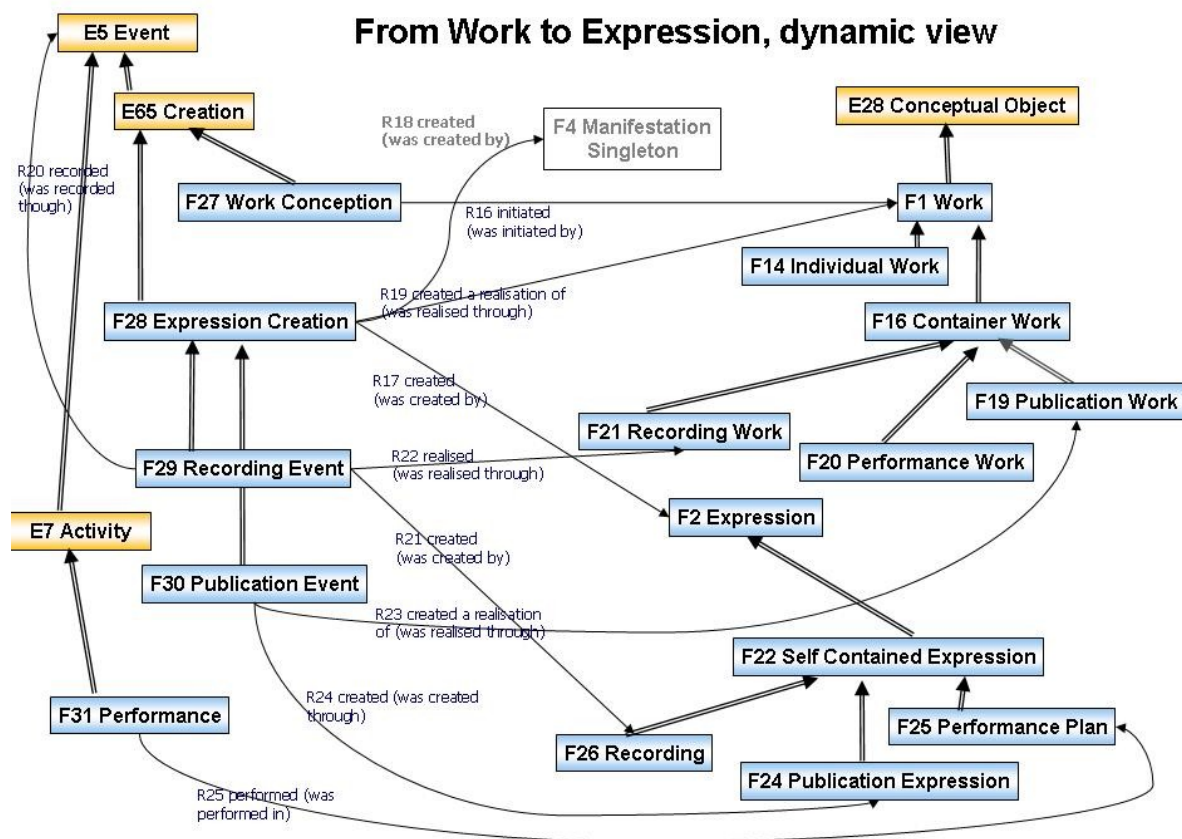 From Work to Expression, dynamic view
E5 Event
E65 Creation
E28 Conceptual Object
R18 created
(was created by)
F4 Manifestation
Singleton
R20 recorded
(was recorded
though)
F27 Work Conception
R16 initiated
(was initiated by)
F1 Work
F14 Individual Work
R19 created a realisation of
(was realised through)
F28 Expression Creation
F16 Container Work
R17 created
(was created by)
F19 Publication Work
F21 Recording Work
F20 Performance Work
F29 Recording Event
R22 realised
(was realised through)
F2 Expression
E7 Activity
R21 created
(was created by)
F30 Publication Event
R23 created a realisation
of (was realised through)
F22 Self Contained Expression
R24 created (was created
through)
F31 Performance
F25 Performance Plan
F26 Recording
F24 Publication Expression
R25 performed (was
performed in)